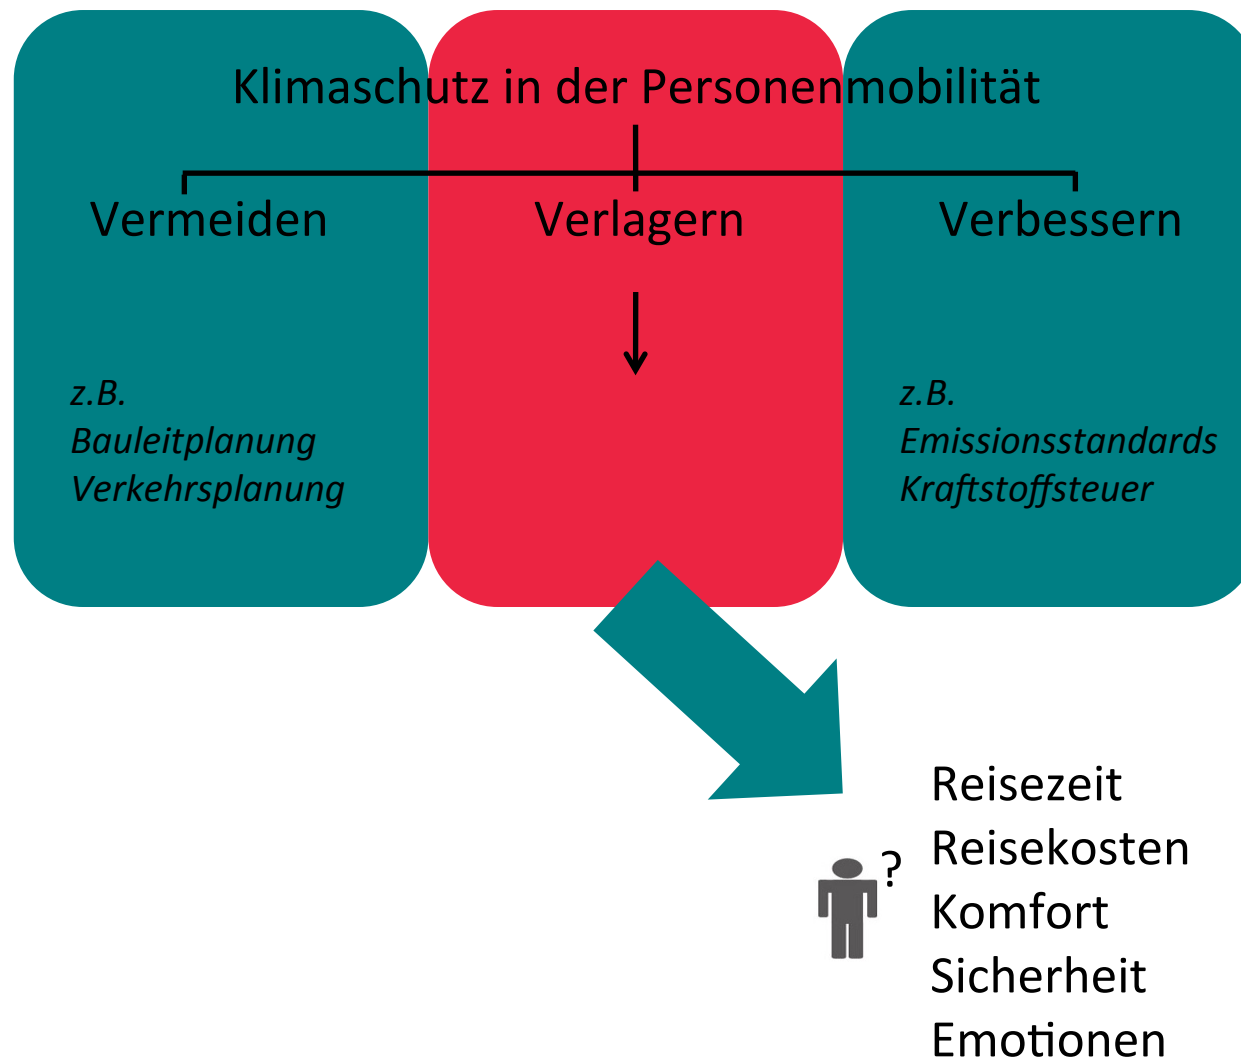 Klimaschutz in der Personenmobilität
Vermeiden
Verlagern
Verbessern
z.B.
Bauleitplanung
Verkehrsplanung
z.B.
Emissionsstandards
Kraftstoffsteuer
?
Reisezeit
Reisekosten
Komfort
Sicherheit
Emotionen